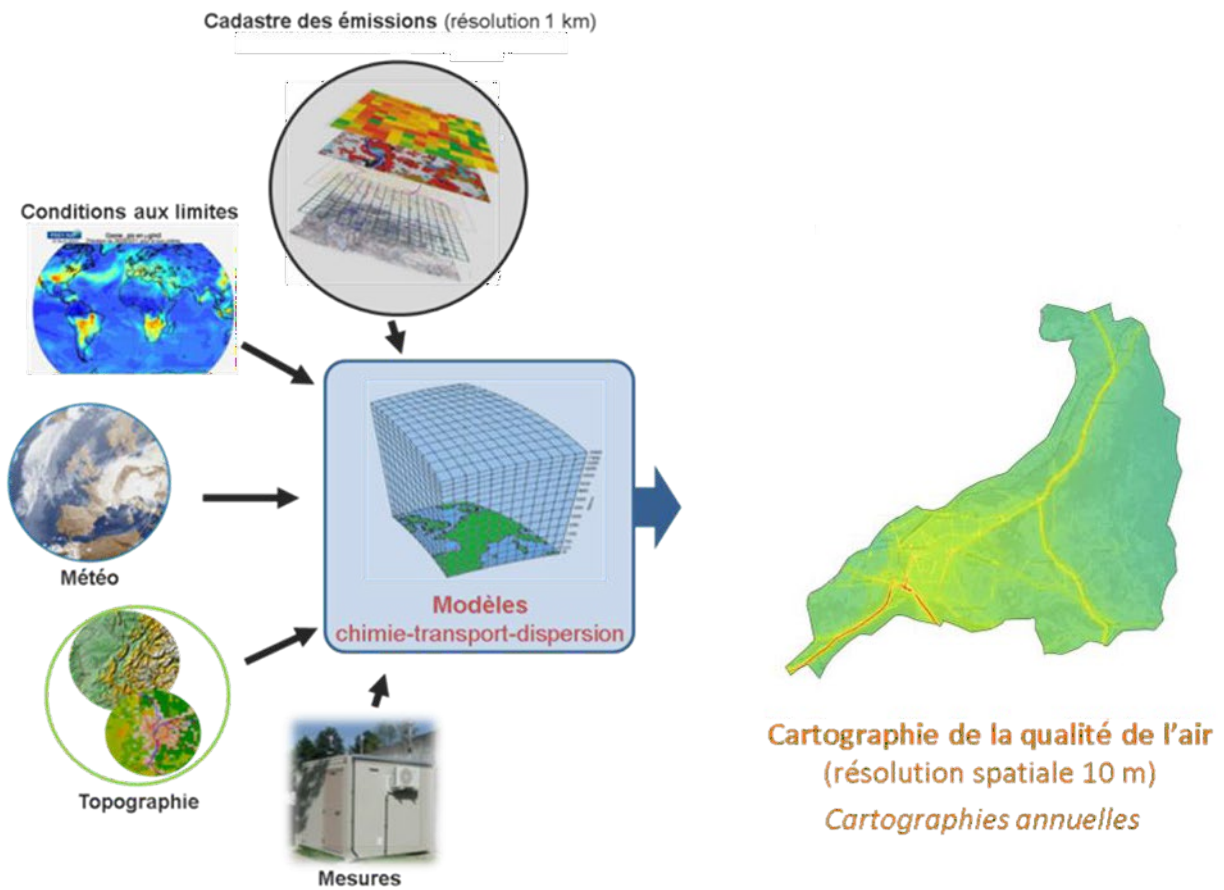 Cadastre des émissions (résolution 1 km)
Conditions aux limites
Météo
Topographie
Mesures
Modèles
chimie-transport-dispersion
Cartographie de la qualité de l'air
(résolution spatiale 10 m)
Cartographies annuelles